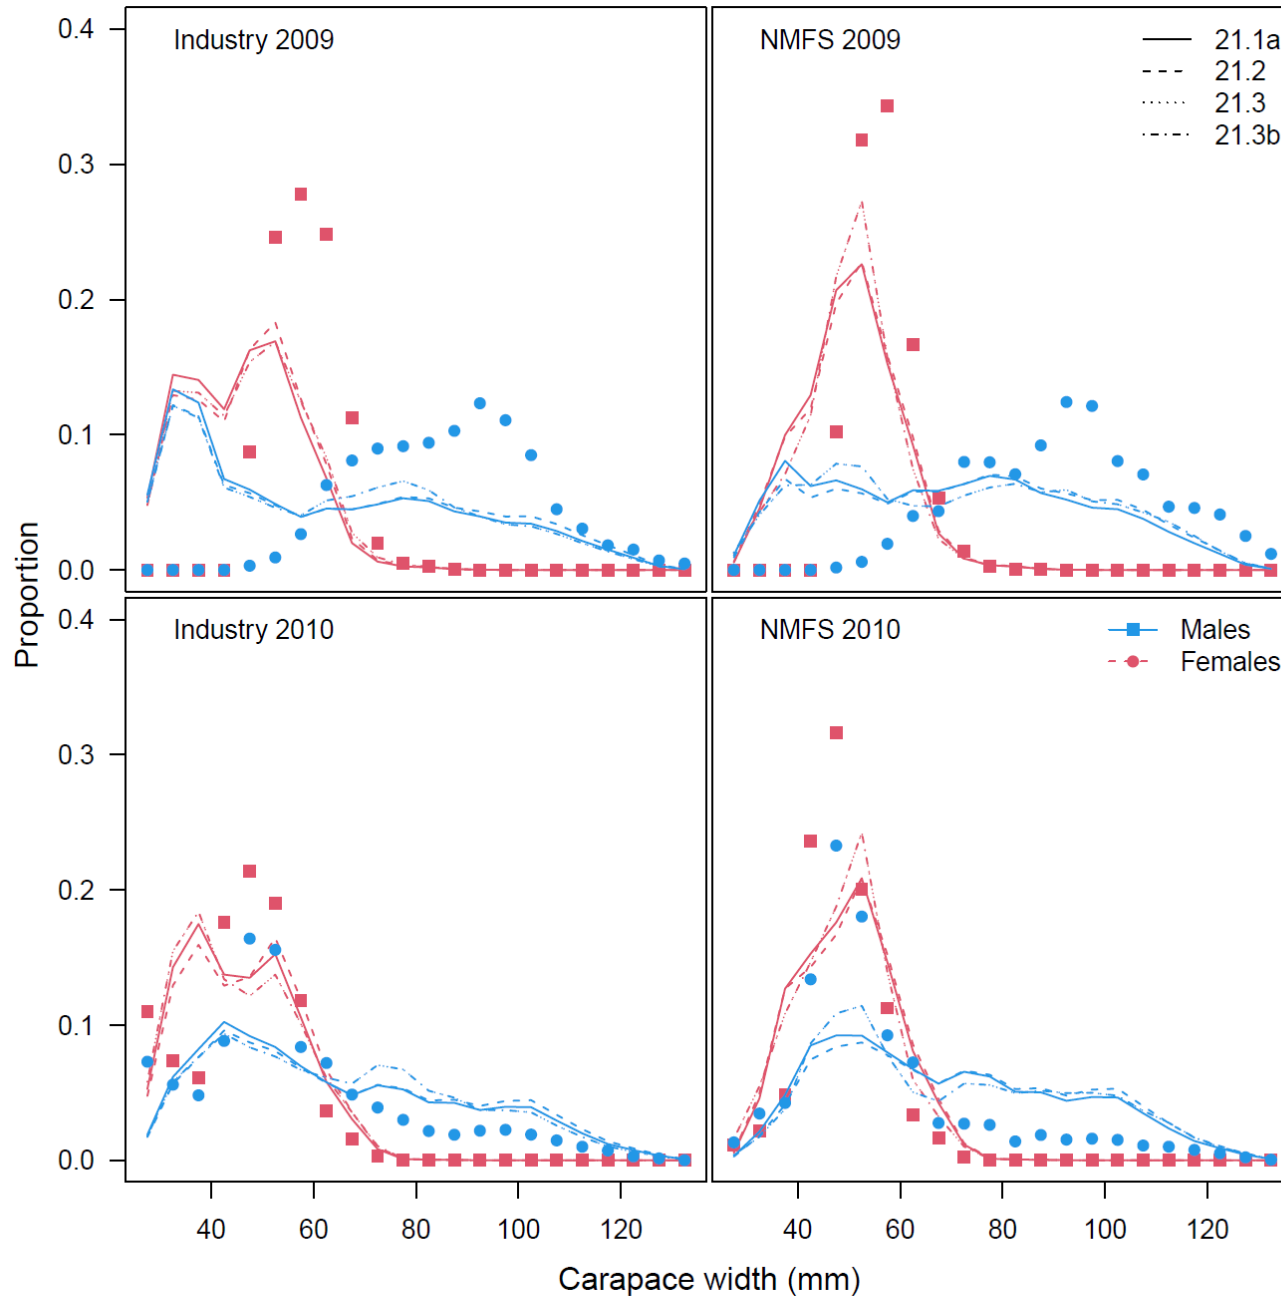 Industry 2009
NMFS 2009
21.1a
21.2
21.3
21.3b
0.4
0.3
0.2
0.1
0.0
Proportion
Industry 2010
NMFS 2010
Males
Females
0.4
0.3
0.2
0.1
0.0
40 60 80 100 120
40 60 80 100 120
Carapace width (mm)